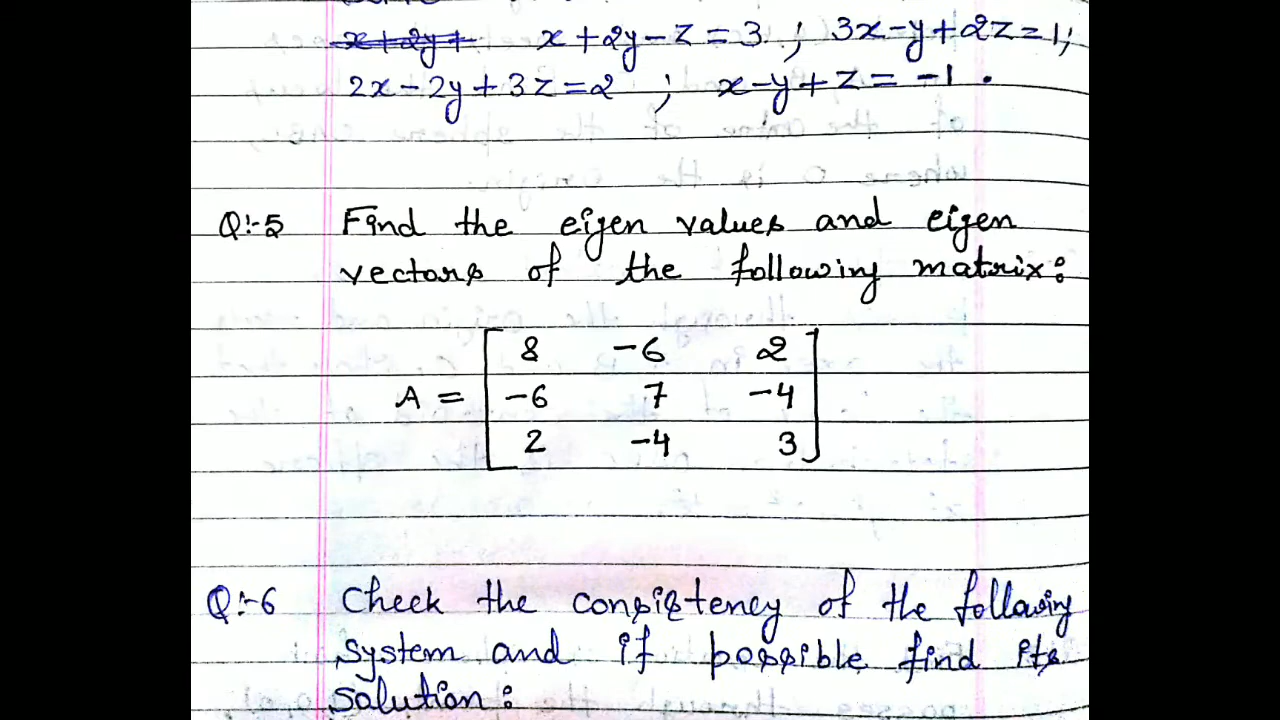 x+2y+ x+2y-z=3 ; 3x-y+2z=1;
2x-2y+3z=2 ; x-y+z=-1 .
Q:-5 Find the eigen values and eigen
vectors of the following matrix:
8 -6 2
A = -6 7 -4
2 -4 3
Q:-6 Check the consistency of the following
system and if possible find its
solution: